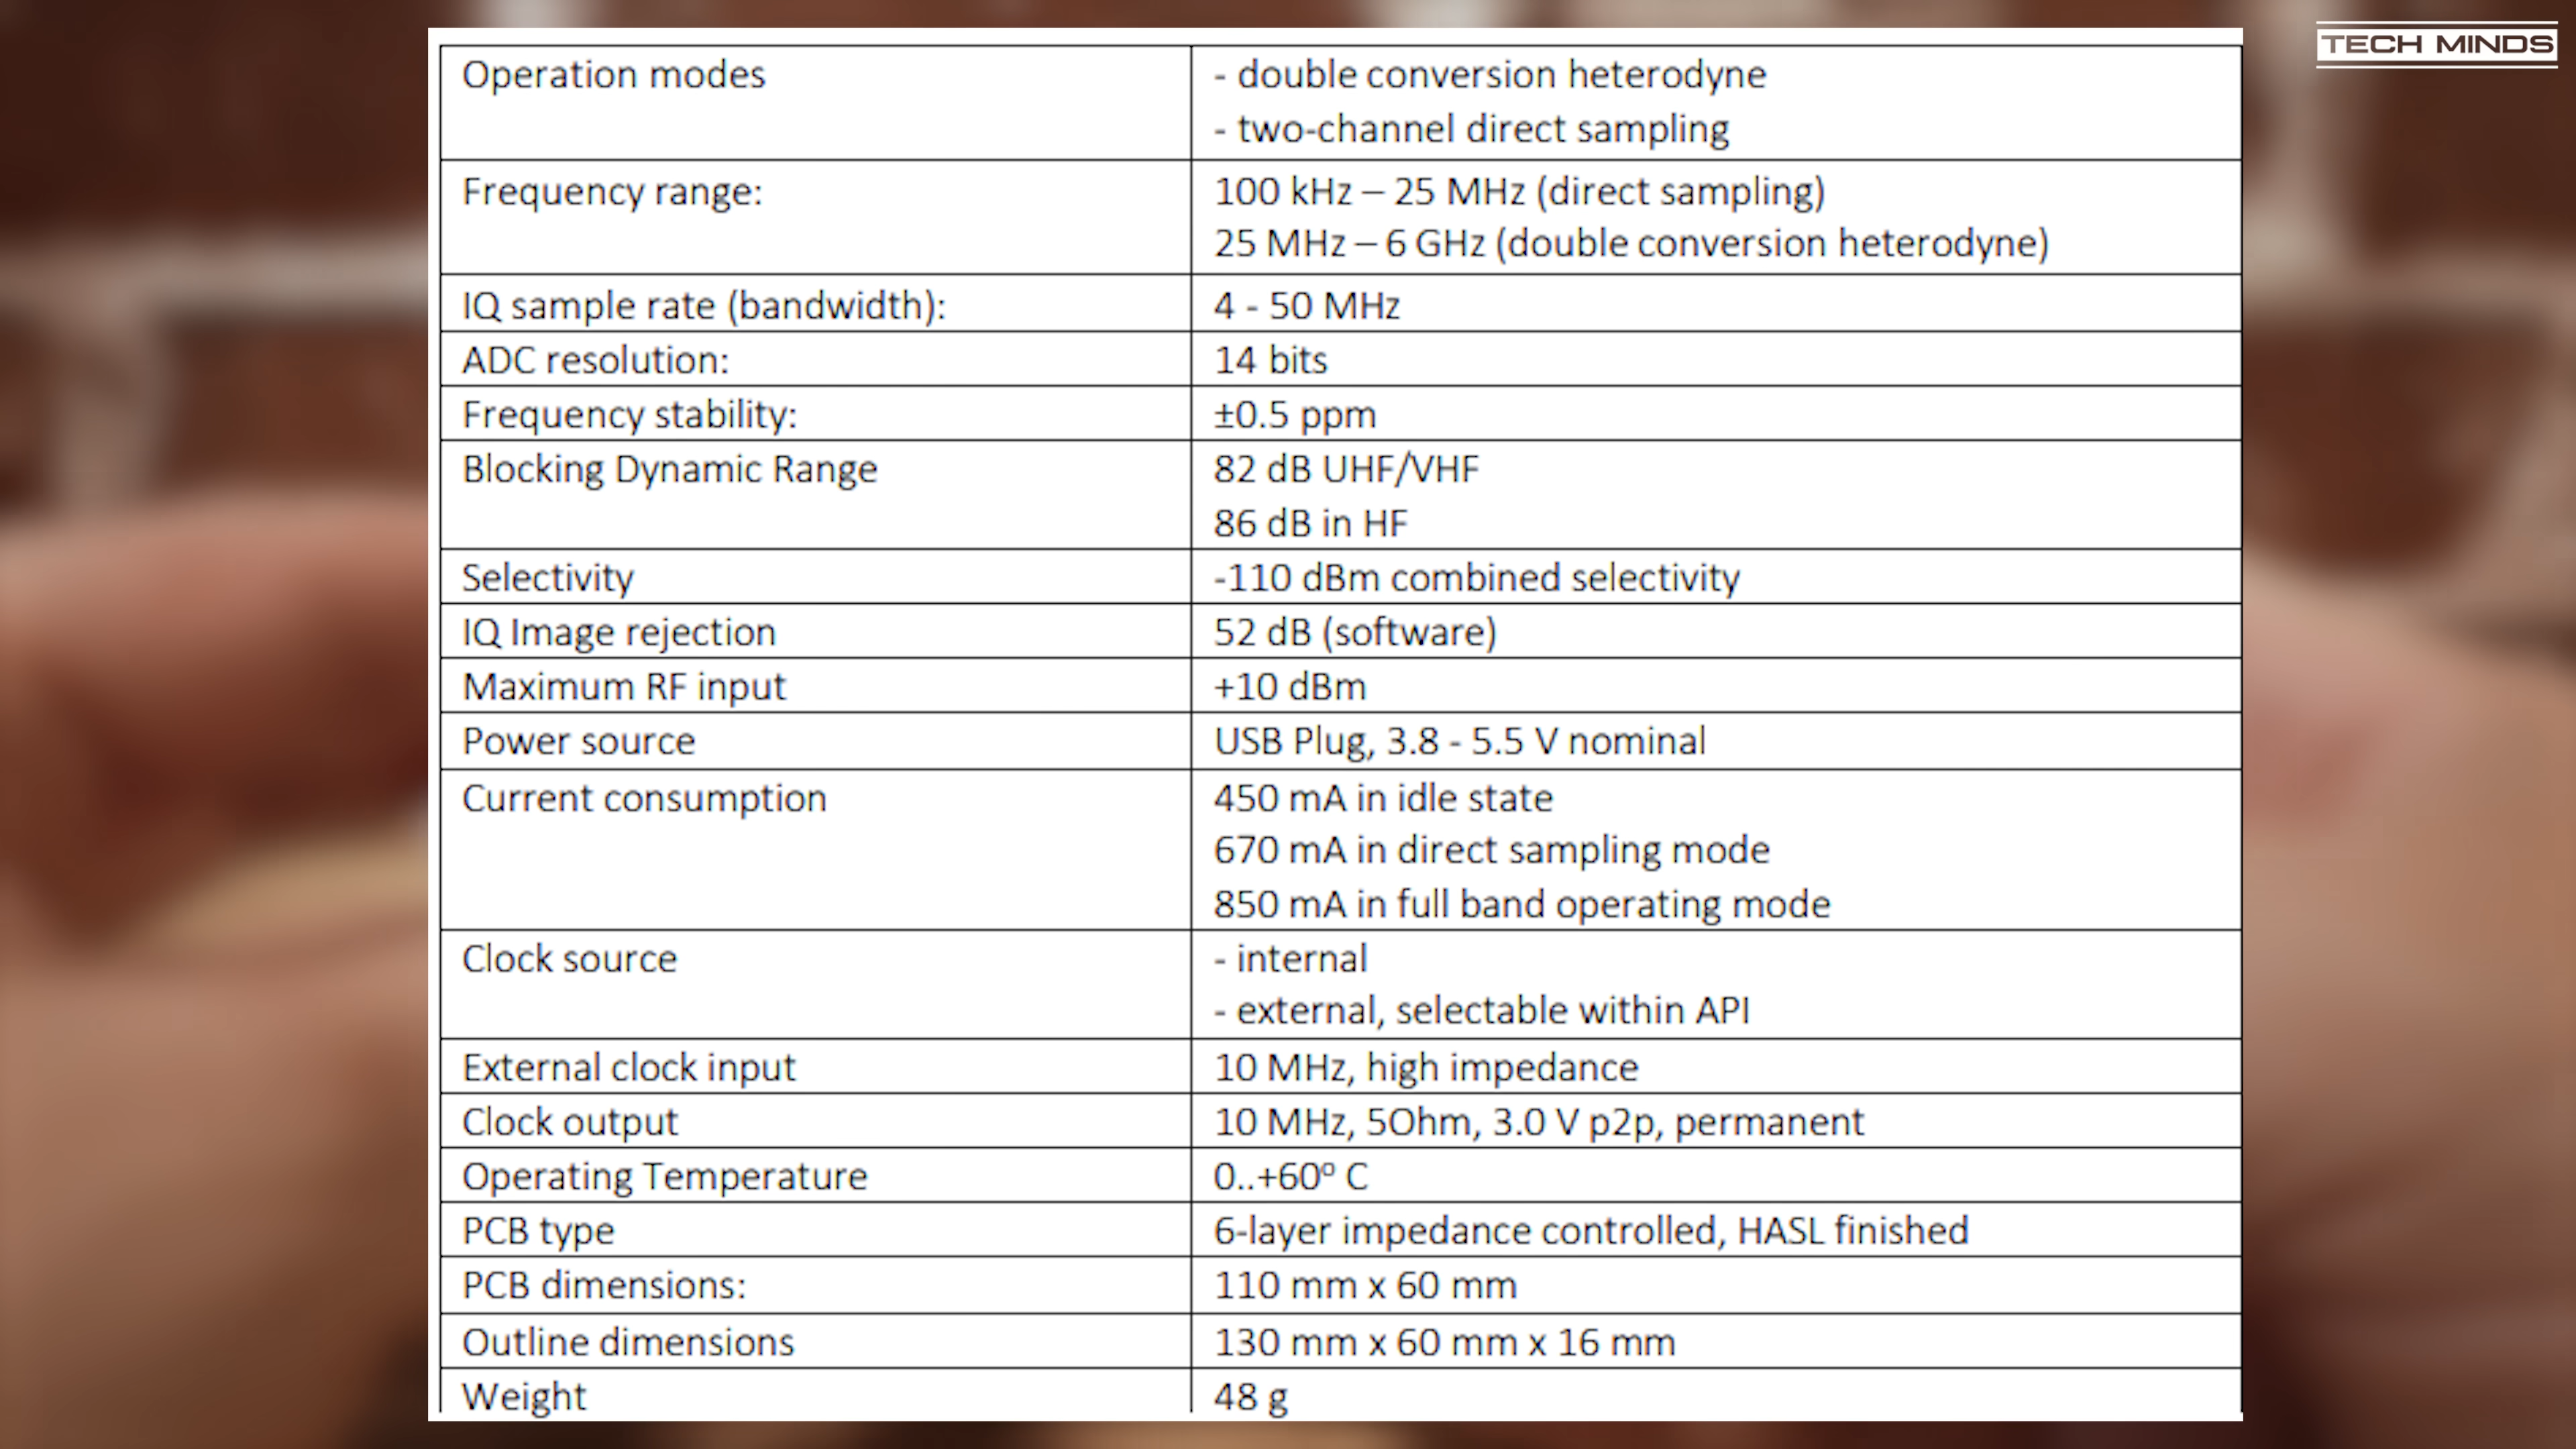 TECH MINDS
Operation modes
- double conversion heterodyne
- two-channel direct sampling
Frequency range:
100 kHz – 25 MHz (direct sampling)
25 MHz – 6 GHz (double conversion heterodyne)
IQ sample rate (bandwidth):
4 - 50 MHz
ADC resolution:
14 bits
Frequency stability:
±0.5 ppm
Blocking Dynamic Range
82 dB UHF/VHF
86 dB in HF
Selectivity
-110 dBm combined selectivity
IQ Image rejection
52 dB (software)
Maximum RF input
+10 dBm
Power source
USB Plug, 3.8 - 5.5 V nominal
Current consumption
450 mA in idle state
670 mA in direct sampling mode
850 mA in full band operating mode
Clock source
- internal
- external, selectable within API
External clock input
10 MHz, high impedance
Clock output
10 MHz, 5Ohm, 3.0 V p2p, permanent
Operating Temperature
0..+60º C
PCB type
6-layer impedance controlled, HASL finished
PCB dimensions:
110 mm x 60 mm
Outline dimensions
130 mm x 60 mm x 16 mm
Weight
48 g